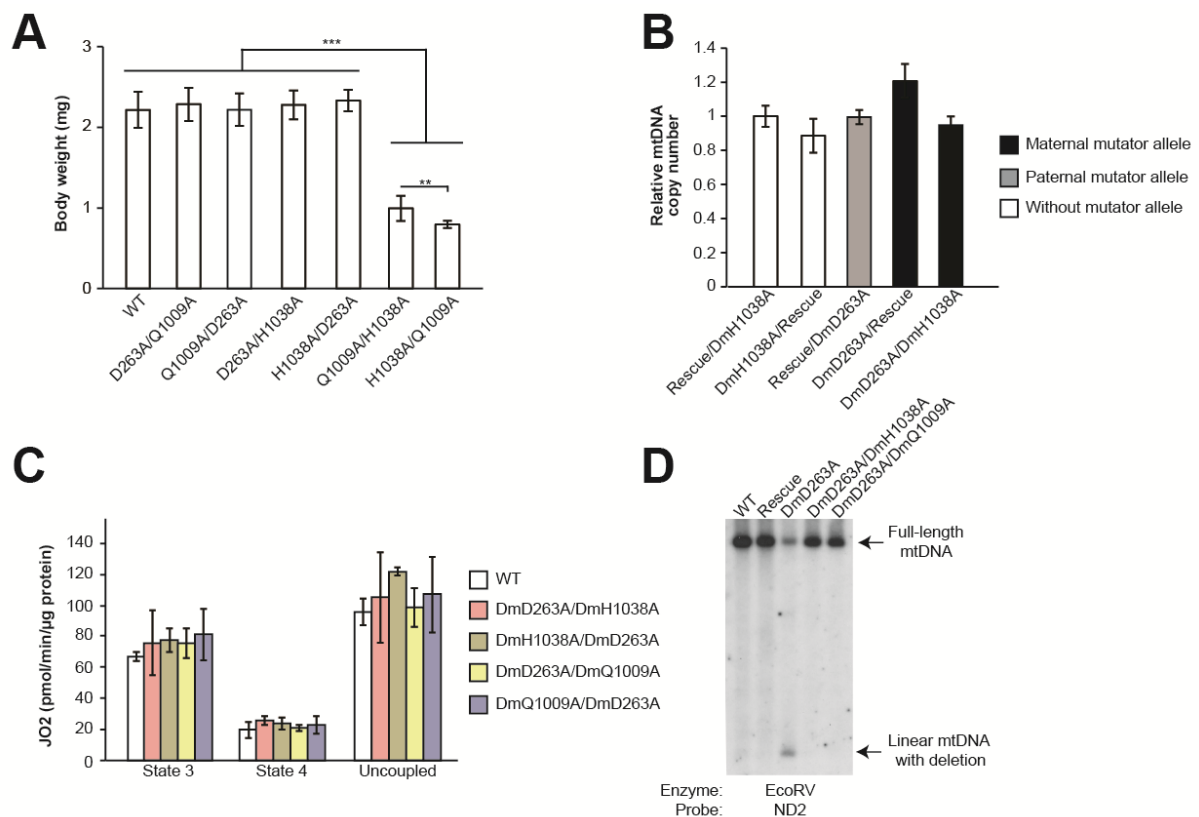 A
Body weight (mg)
3
2
1
0
***
**
WT
D263A/Q1009A
Q1009A/D263A
D263A/H1038A
H1038A/D263A
Q1009A/H1038A
H1038A/Q1009A
B
Relative mtDNA
copy number
1.4
1.2
1
0.8
0.6
0.4
0.2
0
Rescue/DmH1038A
DmH1038A/Rescue
Rescue/DmD263A
DmD263A/Rescue
DmD263A/DmH1038A
Maternal mutator allele
Paternal mutator allele
Without mutator allele
C
JO2 (pmol/min/µg protein)
140
120
100
80
60
40
20
0
State 3
State 4
Uncoupled
WT
DmD263A/DmH1038A
DmH1038A/DmD263A
DmD263A/DmQ1009A
DmQ1009A/DmD263A
D
WT
Rescue
DmD263A
DmD263A/DmH1038A
DmD263A/DmQ1009A
Full-length
mtDNA
Linear mtDNA
with deletion
Enzyme: EcoRV
Probe: ND2